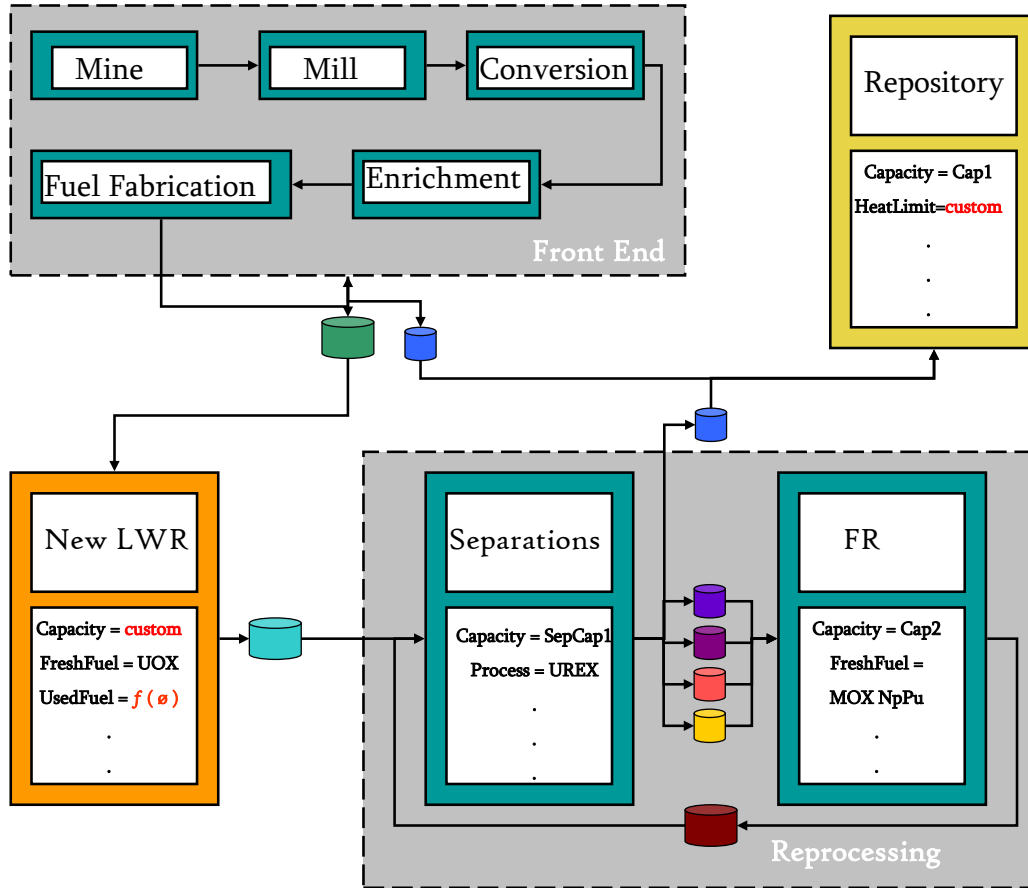 Mine
Mill
Conversion
Fuel Fabrication
Enrichment
Front End
Repository
Capacity = Cap1
HeatLimit=custom
.
.
.
New LWR
Capacity = custom
FreshFuel = UOX
UsedFuel = f ( ø )
.
.
Separations
Capacity = SepCap1
Process = UREX
.
.
.
FR
Capacity = Cap2
FreshFuel =
MOX NpPu
.
.
Reprocessing